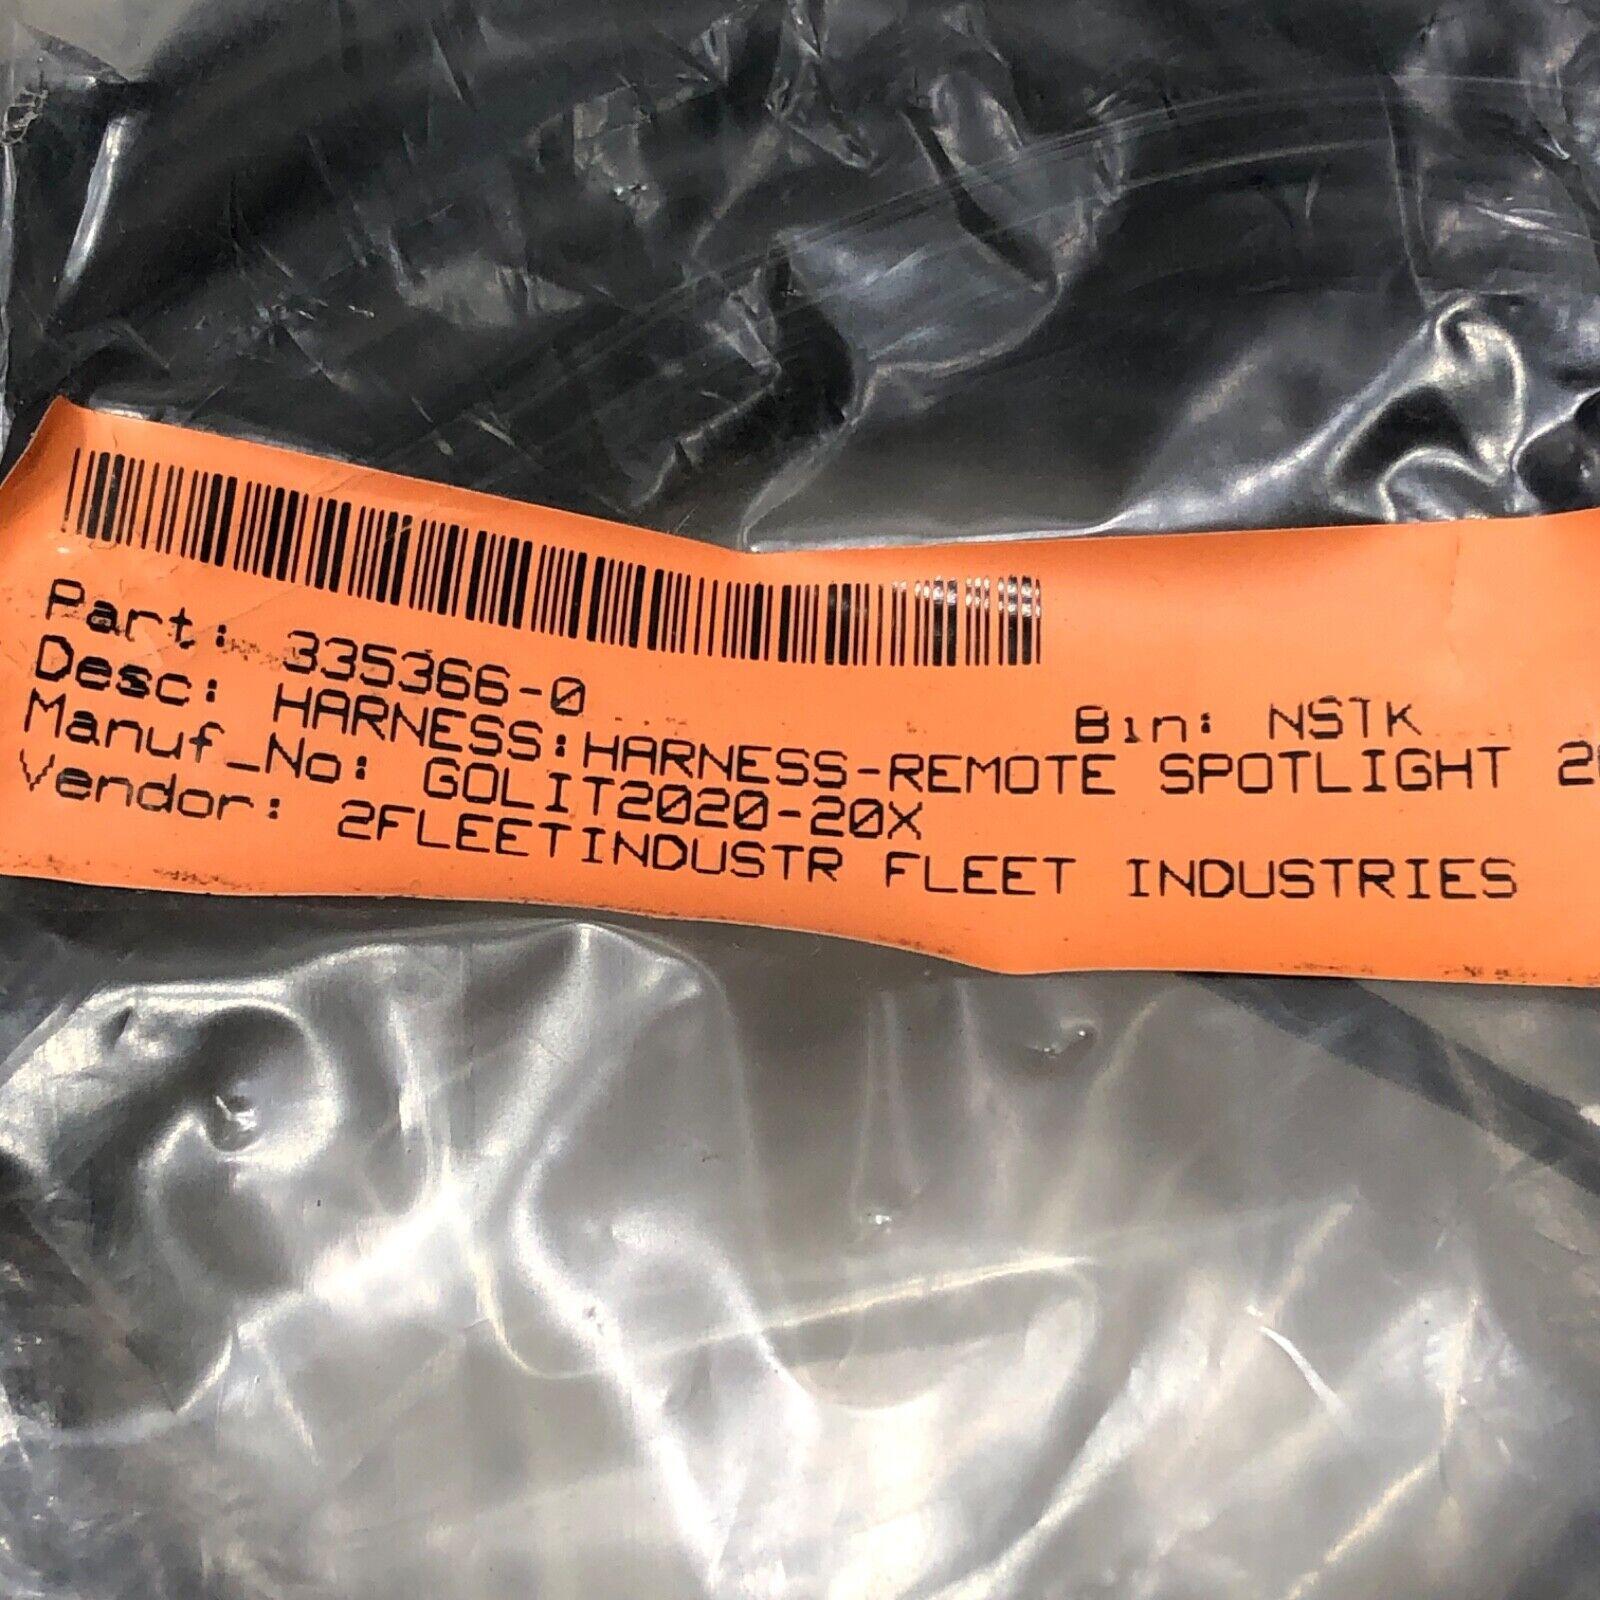 Part: 335366-0
Bin: NSTK
Desc: HARNESS:HARNESS-REMOTE SPOTLIGHT
Manuf_No: GOLIT2020-20X
Vendor: 2FLEETINDUSTR FLEET INDUSTRIES